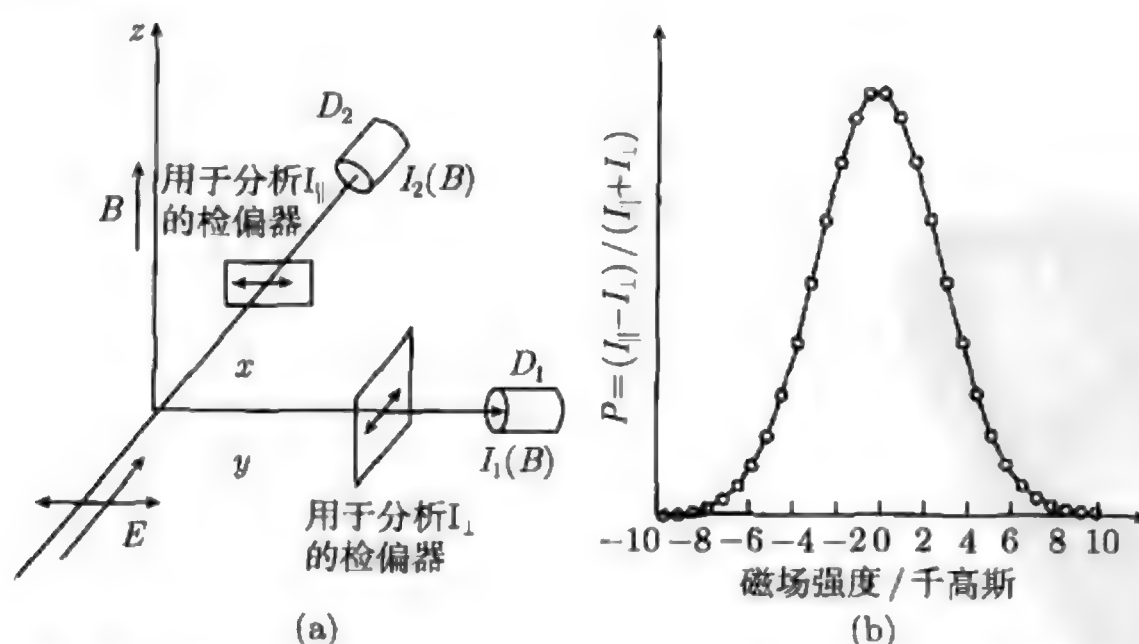 z
D₂
用于分析I∥
的检偏器
I₂(B)
B
x
D₁
y
I₁(B)
E
用于分析I⊥
的检偏器
(a)
P=(I∥−I⊥)/(I∥+I⊥)
−10 −8 −6 −4 −2 0 2 4 6 8 10
磁场强度/千高斯
(b)